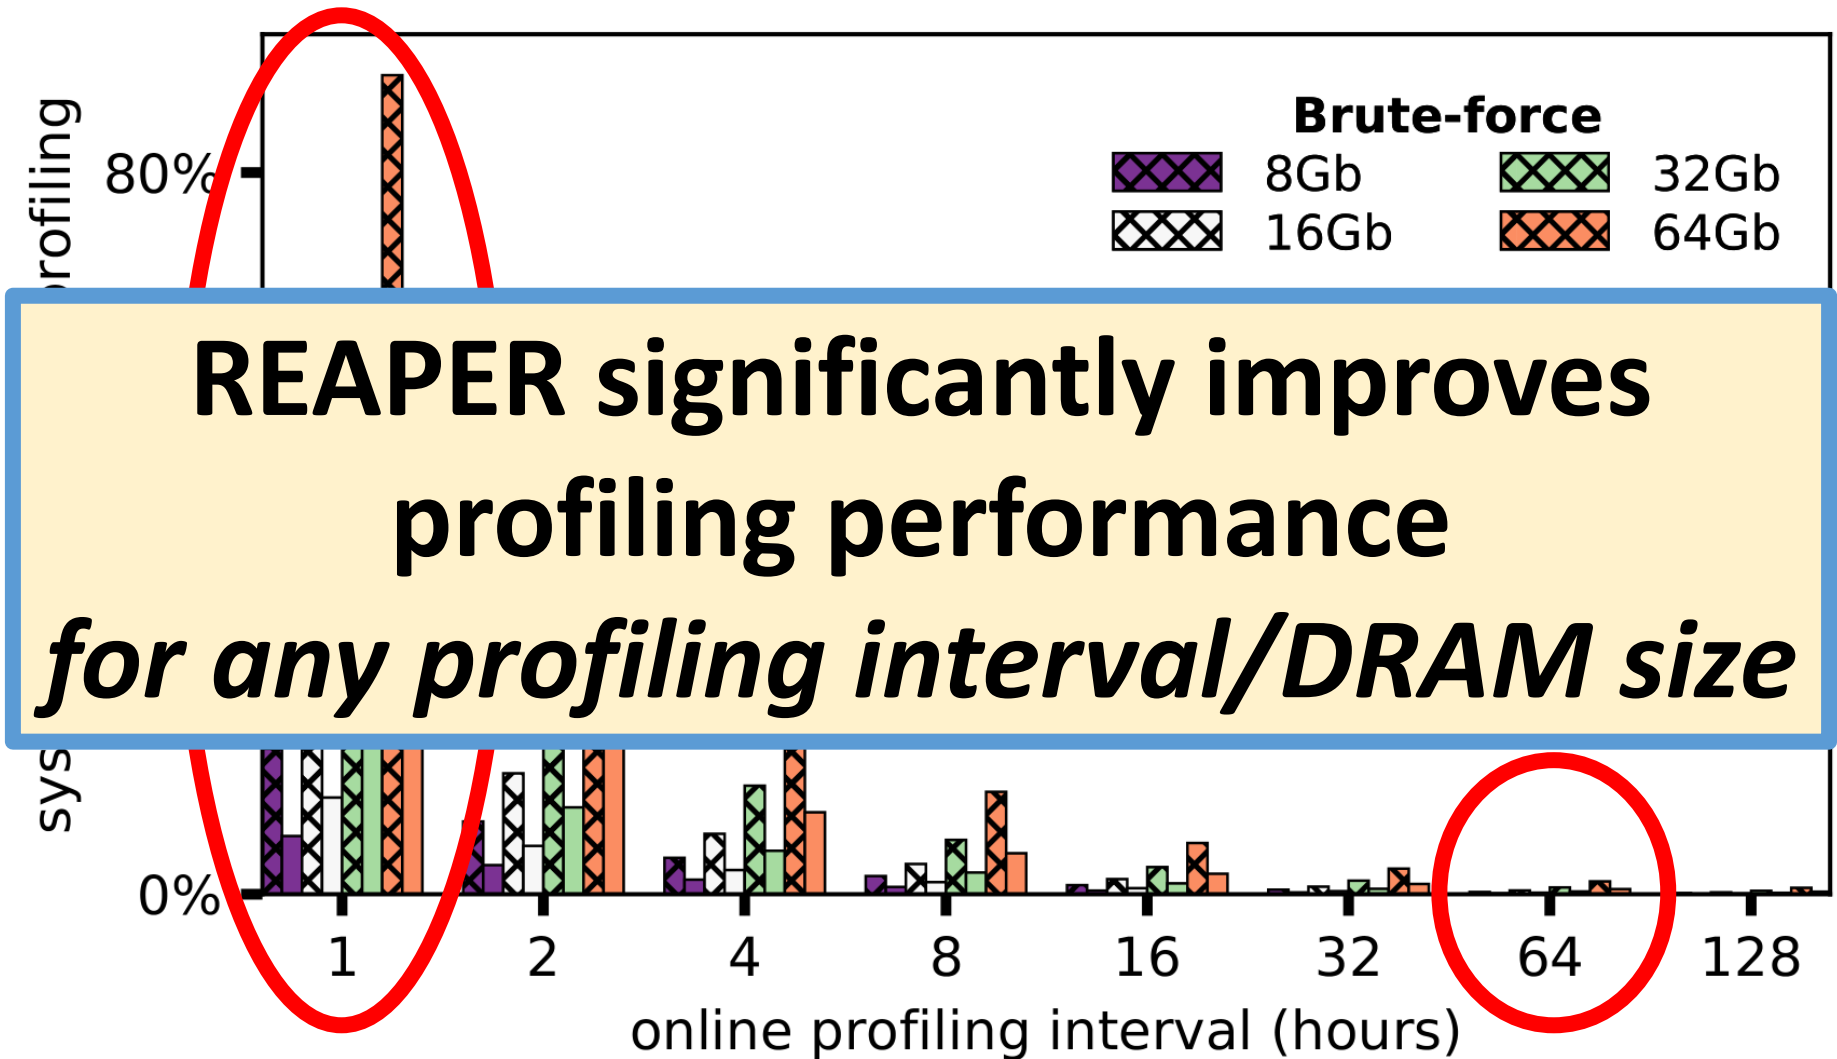 profiling
80%
Brute-force
8Gb
32Gb
16Gb
64Gb
REAPER significantly improves
profiling performance
for any profiling interval/DRAM size
0%
1
2
4
8
16
32
64
128
online profiling interval (hours)